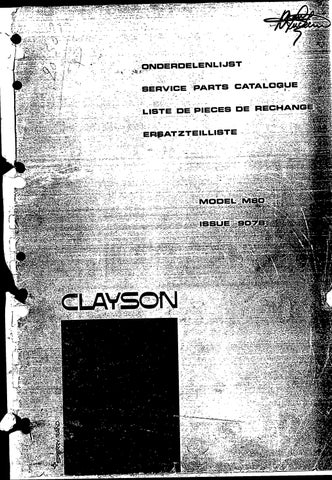 ONDERDELENLIJST
SERVICE PARTS CATALOGUE
LISTE DE PIECES DE RECHANGE
ERSATZTEILLISTE
MODEL M80
ISSUE 9078
CLAYSON